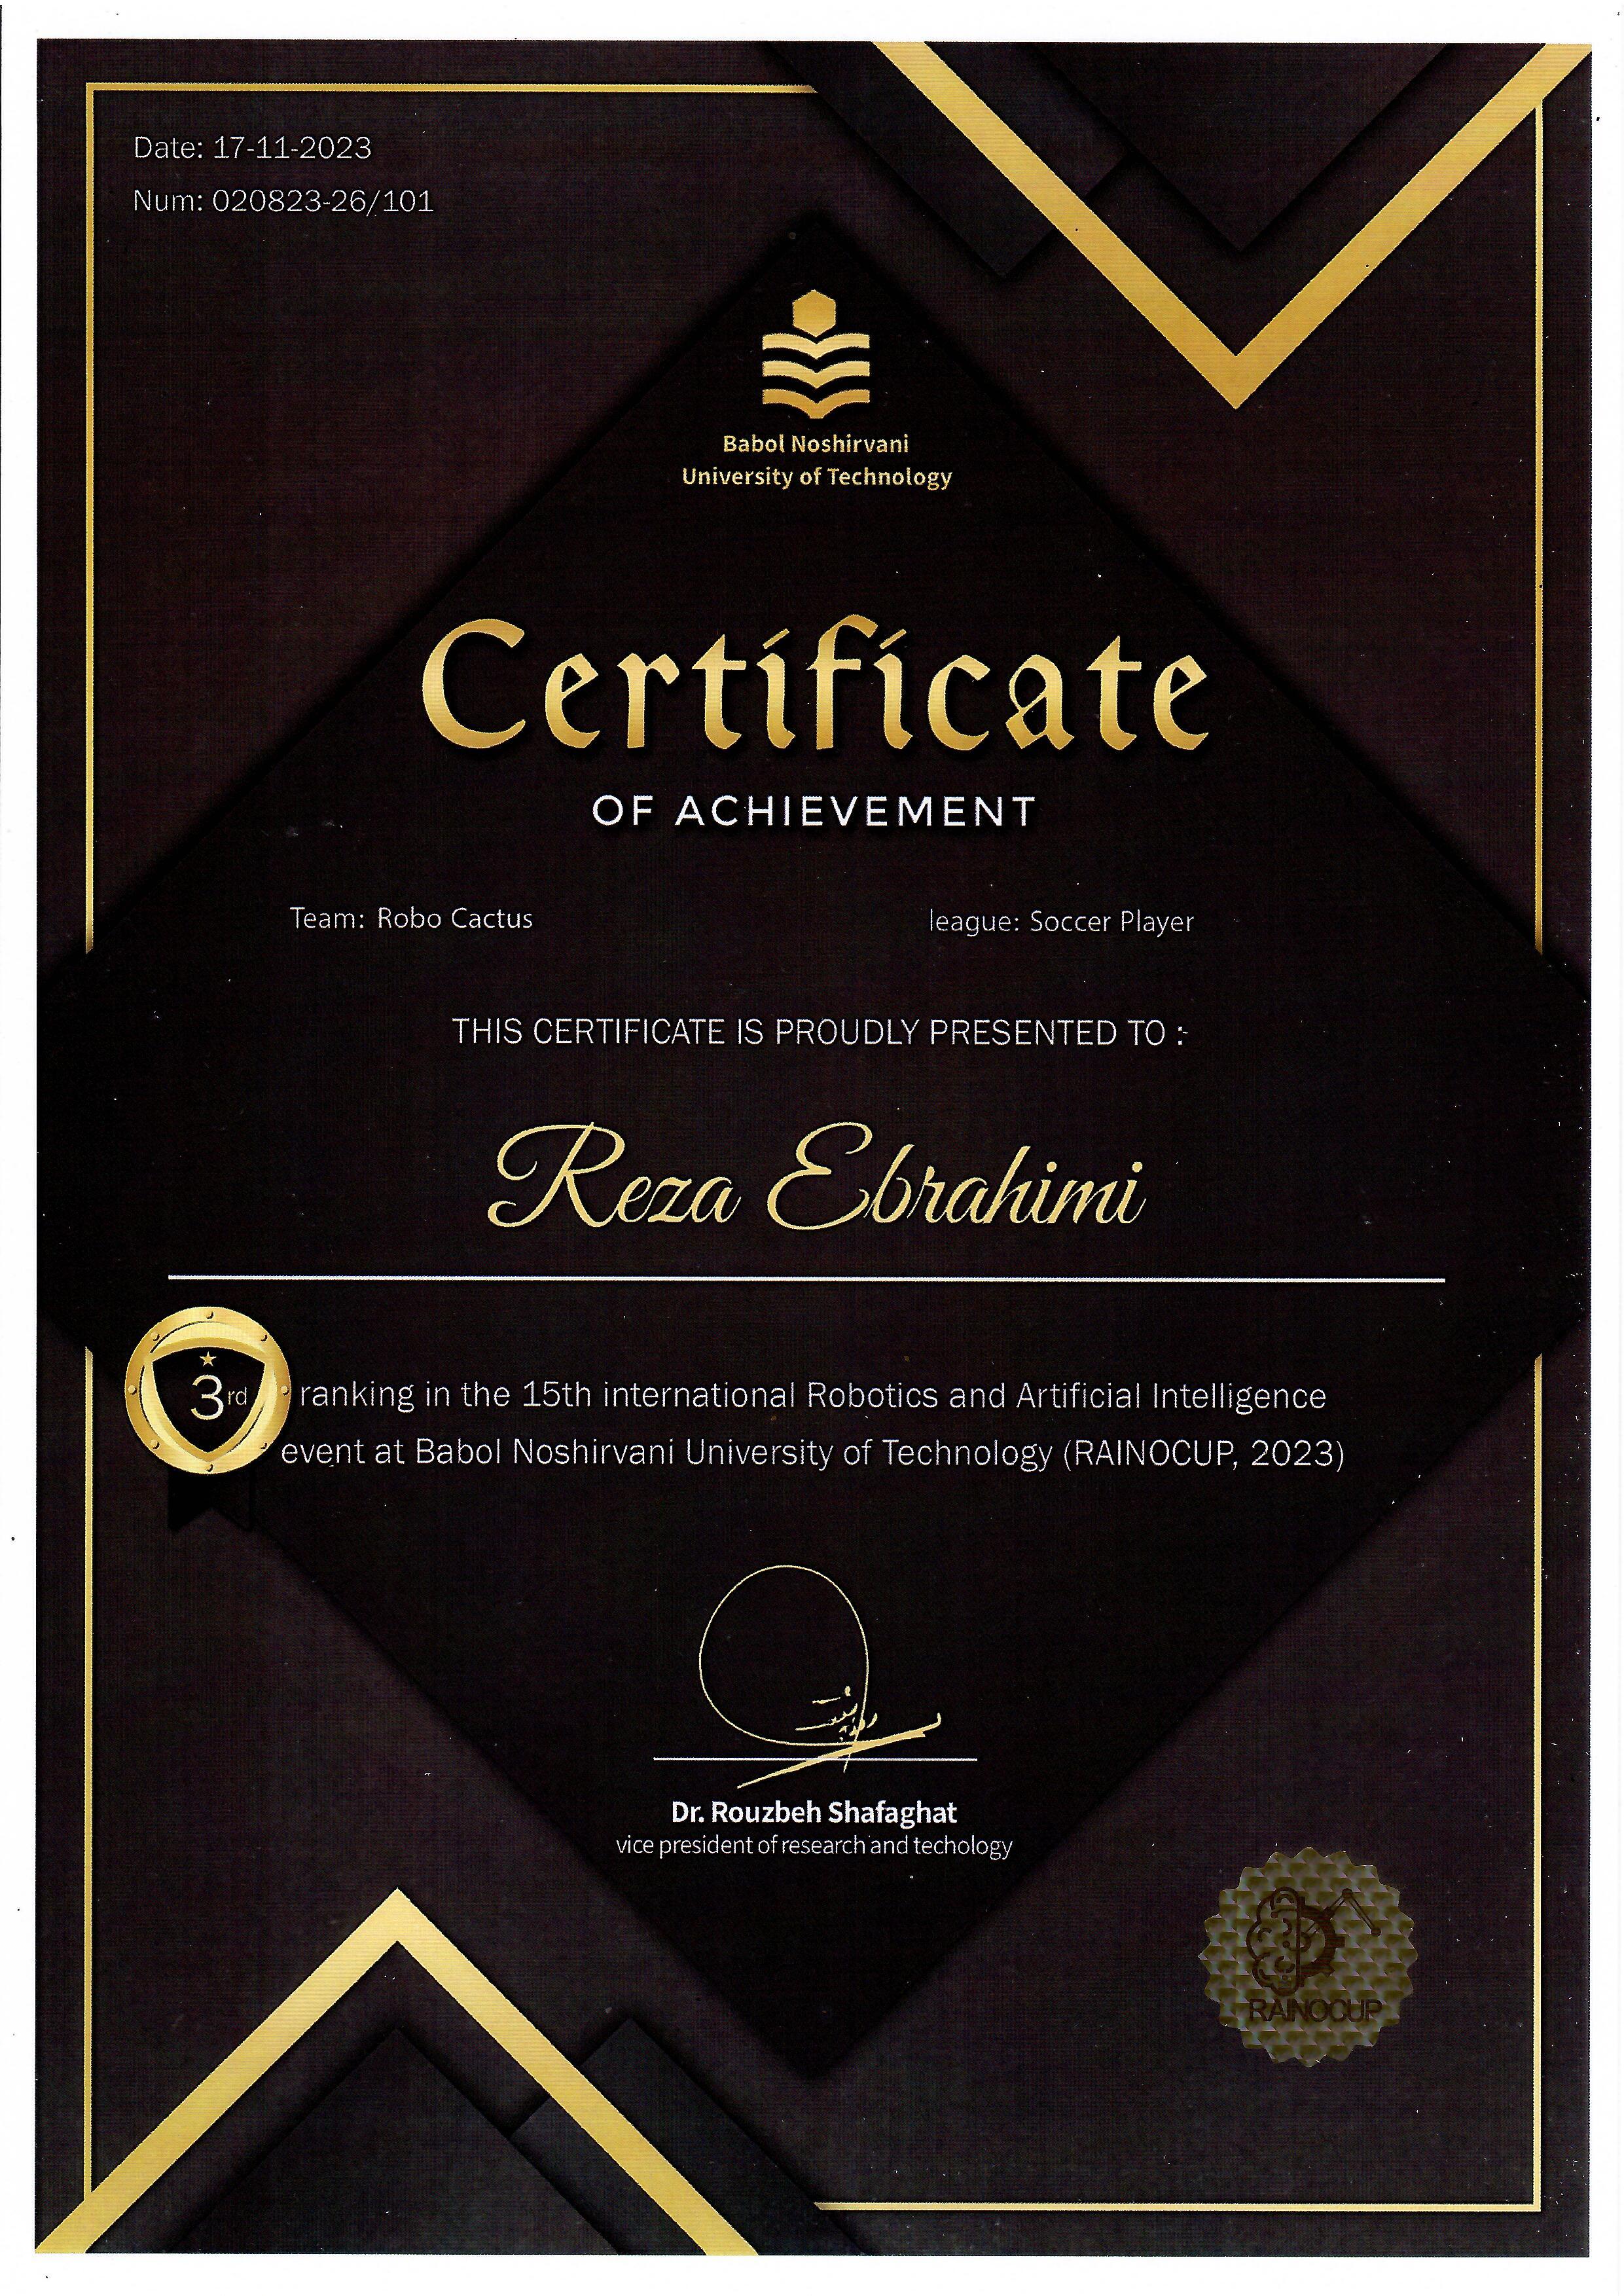 Date: 17-11-2023
Num: 020823-26/101
Babol Noshirvani
University of Technology
Certificate
OF ACHIEVEMENT
Team: Robo Cactus
league: Soccer Player
THIS CERTIFICATE IS PROUDLY PRESENTED TO :
Reza Ebrahimi
3rd ranking in the 15th international Robotics and Artificial Intelligence
event at Babol Noshirvani University of Technology (RAINOCUP, 2023)
Dr. Rouzbeh Shafaghat
vice president of research and techology
RAINOCUP